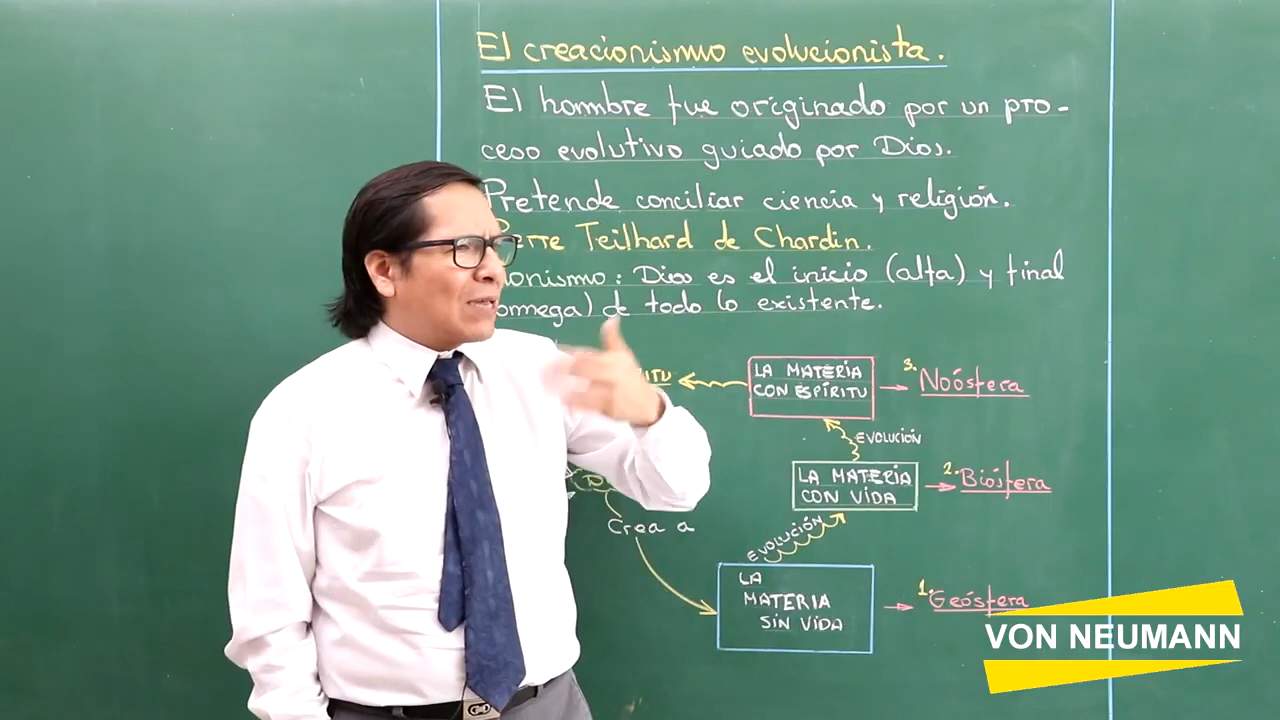 El creacionismo evolucionista.
El hombre fue originado por un pro-
ceso evolutivo guiado por Dios.
Pretende conciliar ciencia y religión.
Teilhard de Chardin.
onismo: Dios es el inicio (alfa) y final
omega) de todo lo existente.
LA MATERIA
CON ESPÍRITU
3. Noósfera
EVOLUCIÓN
LA MATERIA
CON VIDA
2. Biósfera
EVOLUCIÓN
Crea a
LA
MATERIA
SIN VIDA
1. Geósfera
VON NEUMANN